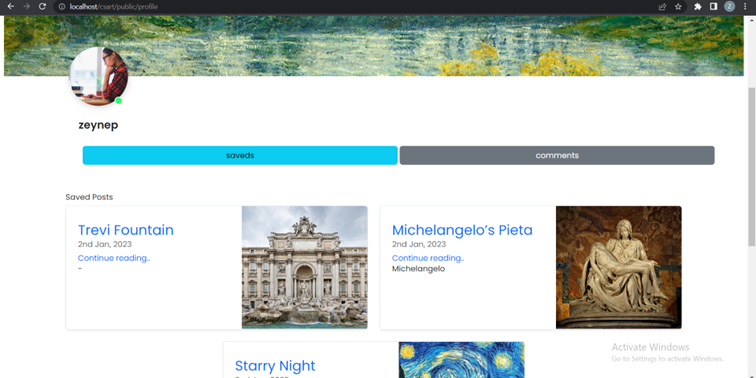 localhost/csart/public/profile
Z
zeynep
saveds
comments
Saved Posts
Trevi Fountain
2nd Jan, 2023
Continue reading..
-
Michelangelo's Pieta
2nd Jan, 2023
Continue reading..
Michelangelo
Starry Night
Activate Windows
Go to Settings to activate Windows.